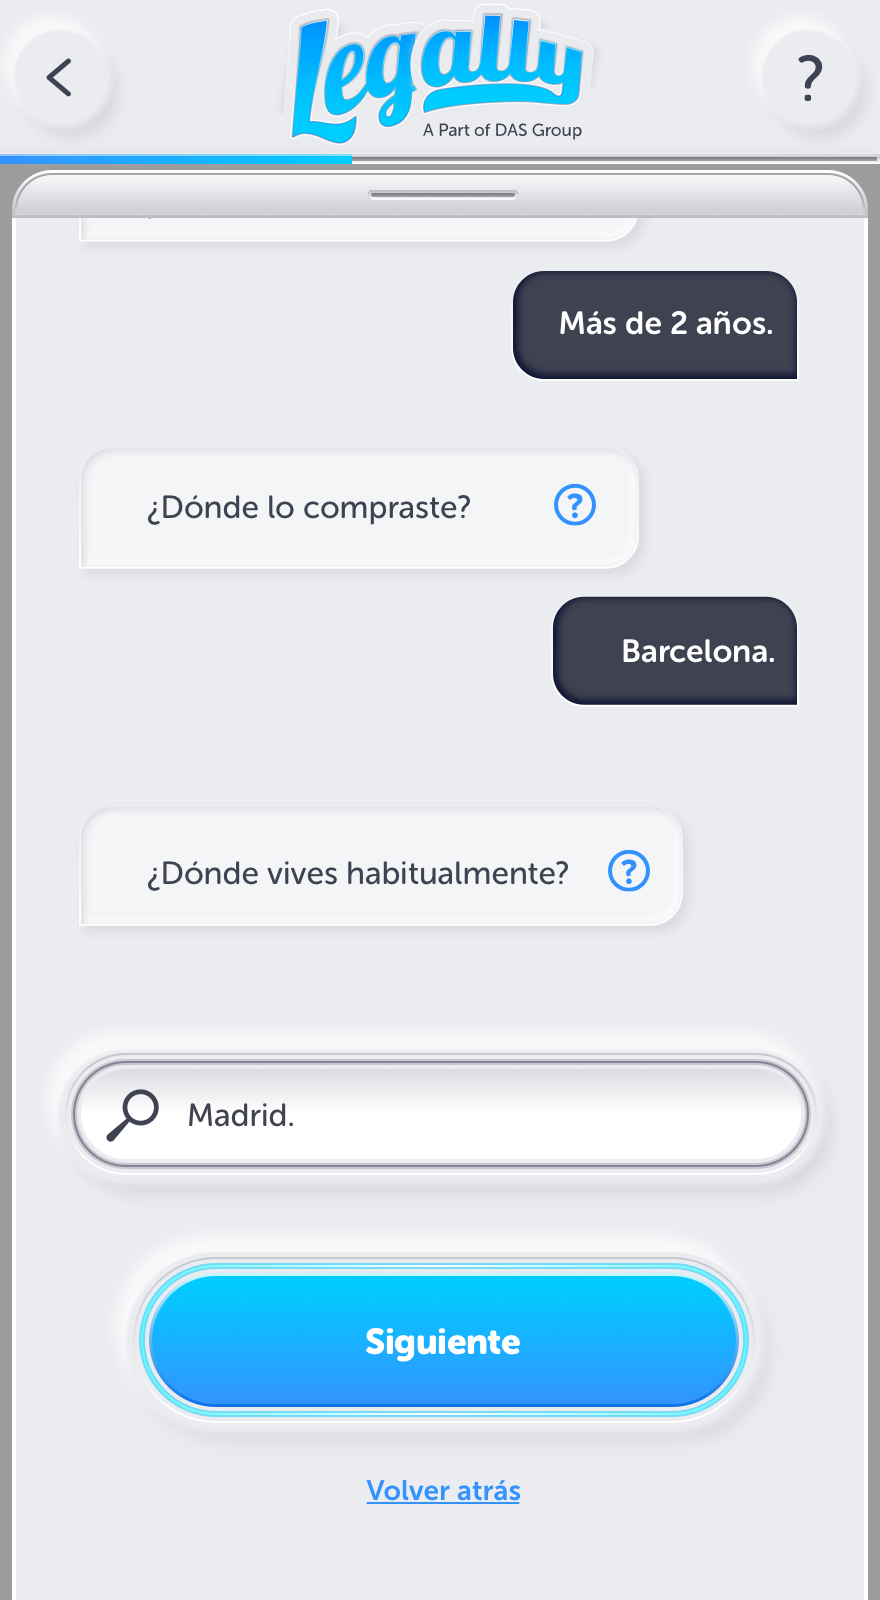 Legally
A Part of DAS Group
?
Más de 2 años.
¿Dónde lo compraste? ?
Barcelona.
¿Dónde vives habitualmente? ?
Madrid.
Siguiente
Volver atrás